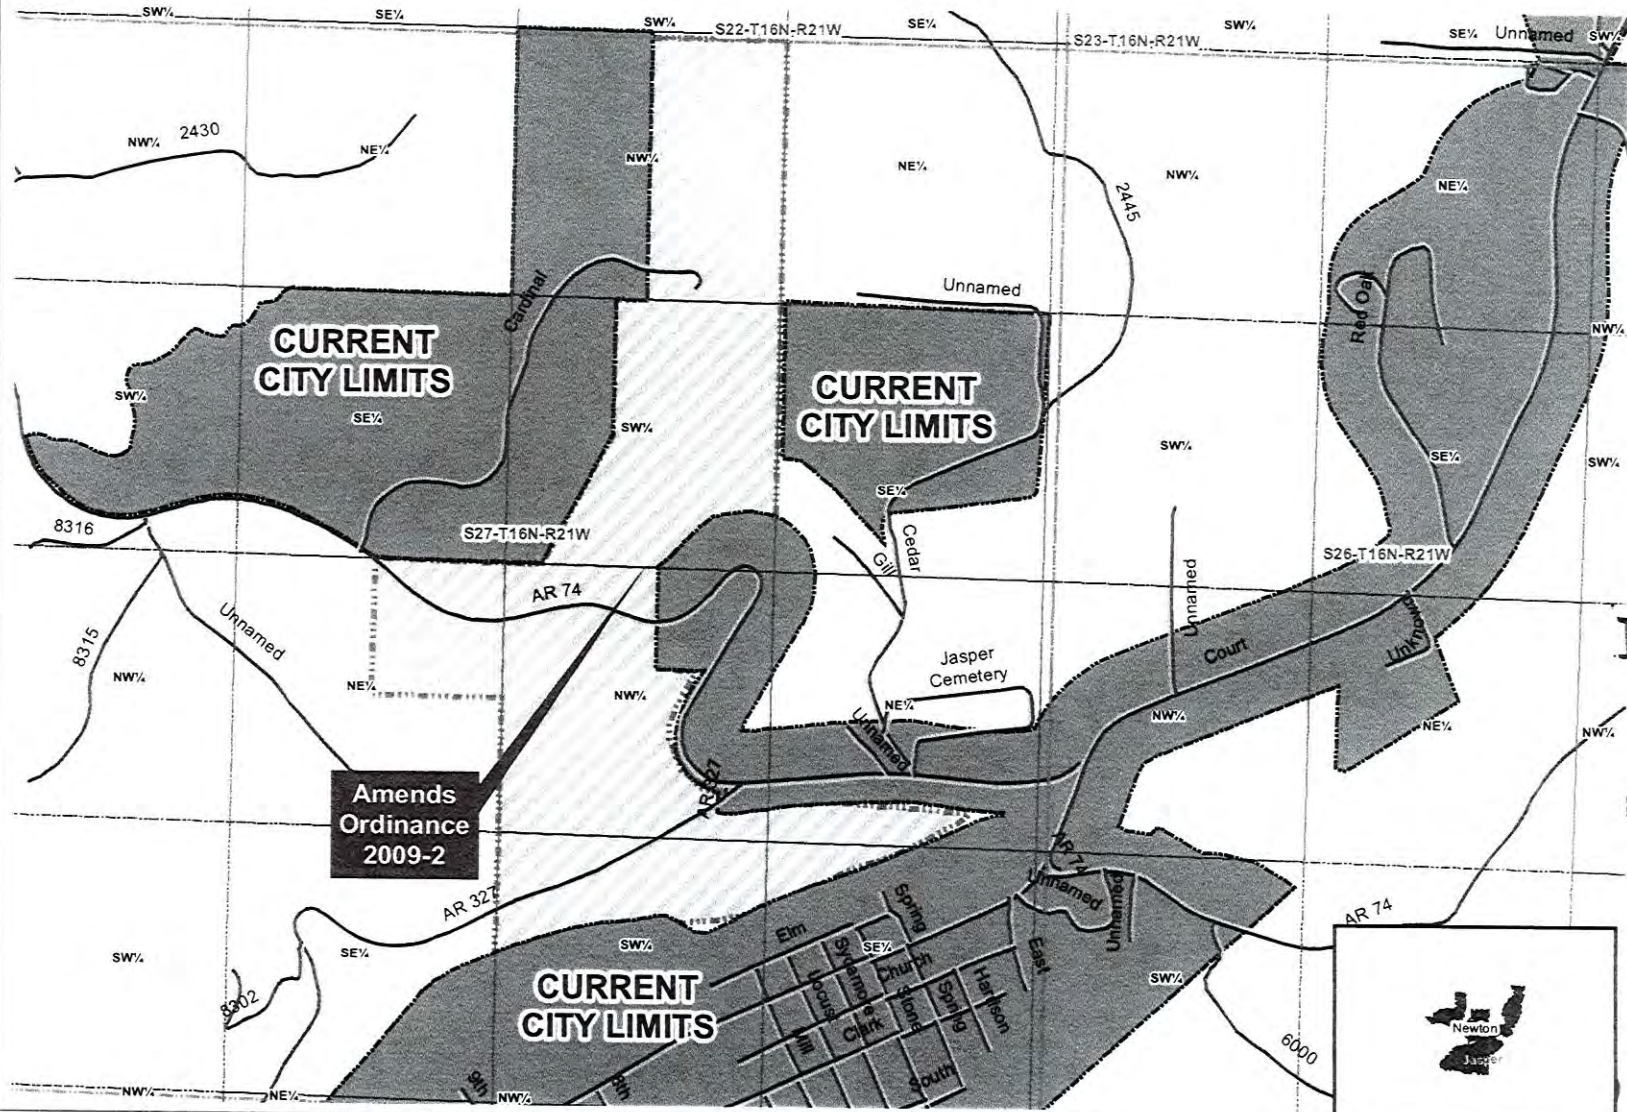 SW¼
SE¼
SW¼
S22-T16N-R21W
SE¼
S23-T16N-R21W
SW¼
SE¼
Unnamed
SW¼
NW¼
2430
NE¼
NW¼
NE¼
2445
NW¼
NE¼
Unnamed
Cardinal
Red Oak
NW¼
CURRENT
CITY LIMITS
CURRENT
CITY LIMITS
SW¼
SE¼
SW¼
SW¼
SE¼
SW¼
SE¼
8316
S27-T16N-R21W
Cedar
Gill
S26-T16N-R21W
AR 74
Unnamed
8315
Unnamed
Unknown
Court
Jasper
Cemetery
NW¼
NE¼
NW¼
NE¼
Unnamed
NW¼
NE¼
NW¼
Amends
Ordinance
2009-2
AR 327
AR 74
Unnamed
Unnamed
AR 327
Spring
AR 74
Elm
SW¼
SE¼
SW¼
SE¼
SW¼
Church
East
Sycamore
Locust
Stone
Spring
Harrison
Clark
Mill
8302
CURRENT
CITY LIMITS
6000
Newton
Jasper
South
9th
8th
NW¼
NE¼
NW¼